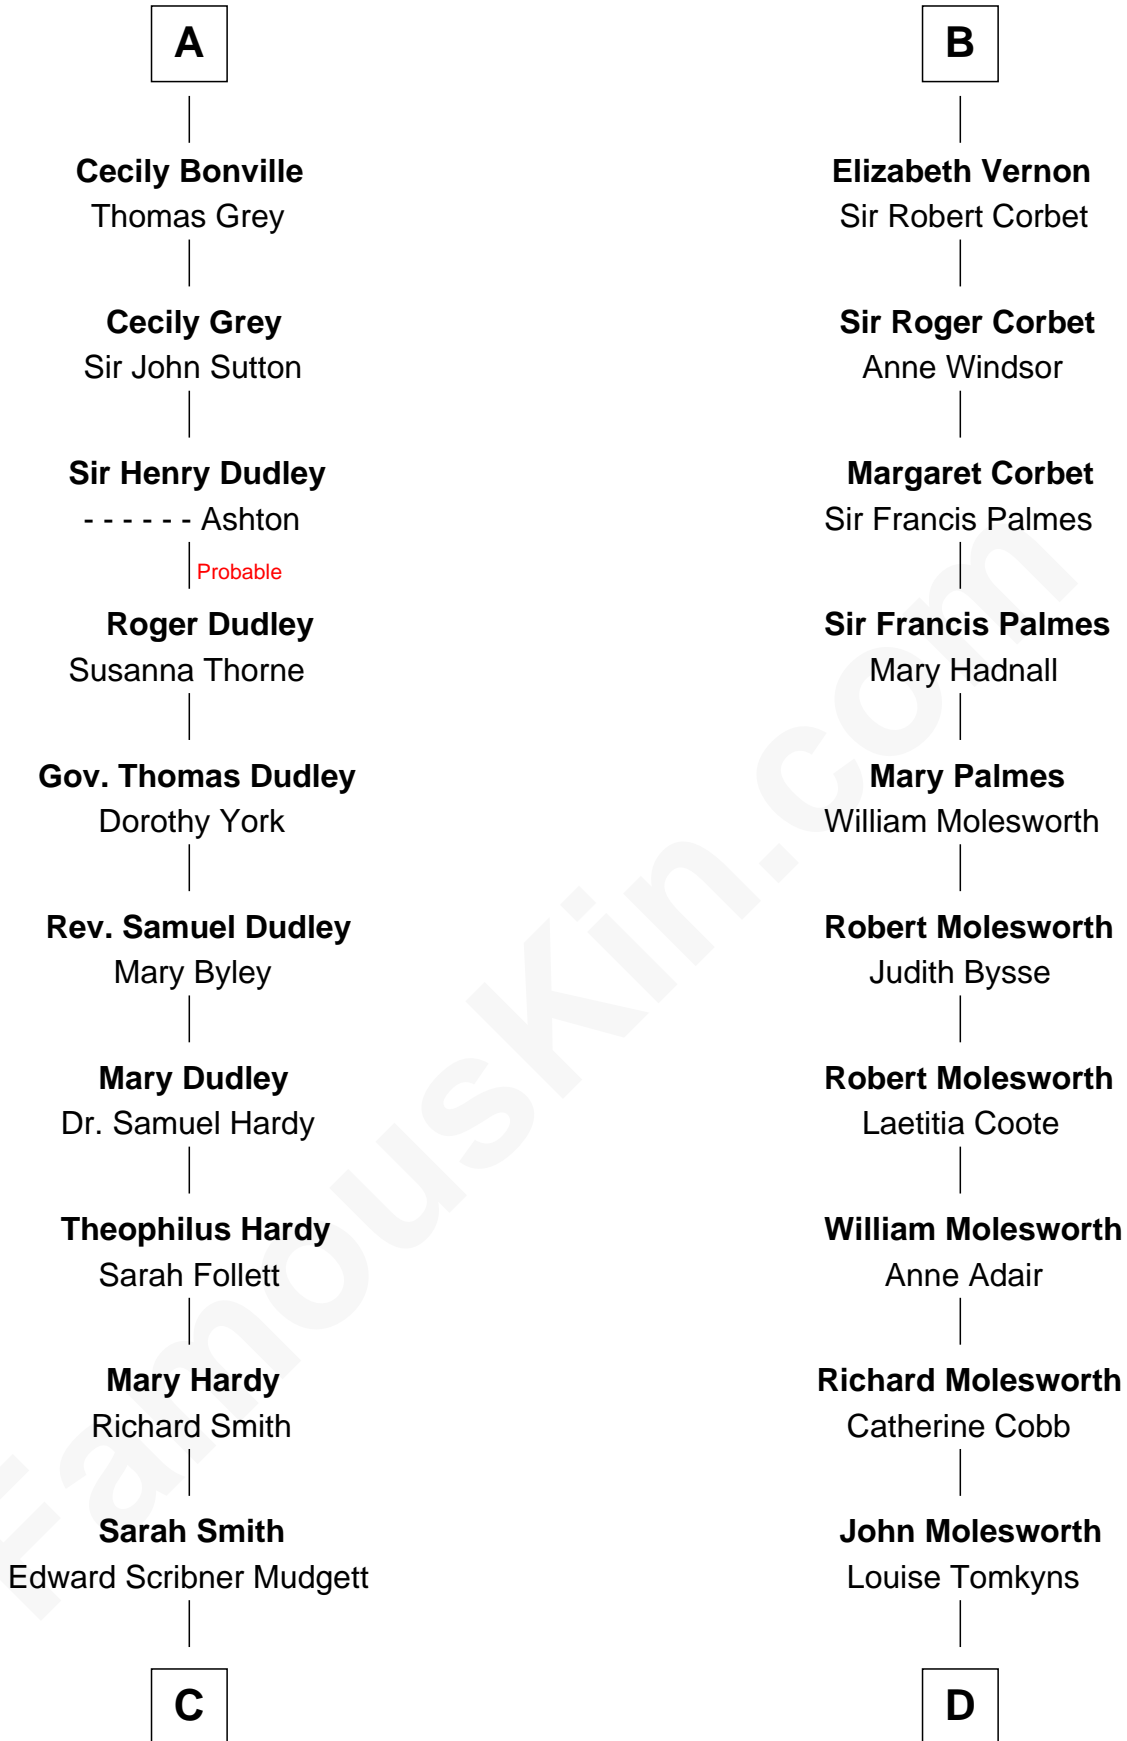 A
Cecily Bonville
Thomas Grey
Cecily Grey
Sir John Sutton
Sir Henry Dudley
- - - - - - Ashton
Probable
Roger Dudley
Susanna Thorne
Gov. Thomas Dudley
Dorothy York
Rev. Samuel Dudley
Mary Byley
Mary Dudley
Dr. Samuel Hardy
Theophilus Hardy
Sarah Follett
Mary Hardy
Richard Smith
Sarah Smith
Edward Scribner Mudgett
C
B
Elizabeth Vernon
Sir Robert Corbet
Sir Roger Corbet
Anne Windsor
Margaret Corbet
Sir Francis Palmes
Sir Francis Palmes
Mary Hadnall
Mary Palmes
William Molesworth
Robert Molesworth
Judith Bysse
Robert Molesworth
Laetitia Coote
William Molesworth
Anne Adair
Richard Molesworth
Catherine Cobb
John Molesworth
Louise Tomkyns
D
FamousKin.com